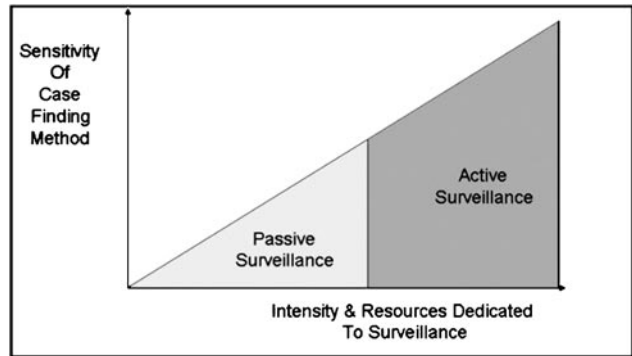 Sensitivity
Of
Case
Finding
Method
Active
Surveillance
Passive
Surveillance
Intensity & Resources Dedicated
To Surveillance